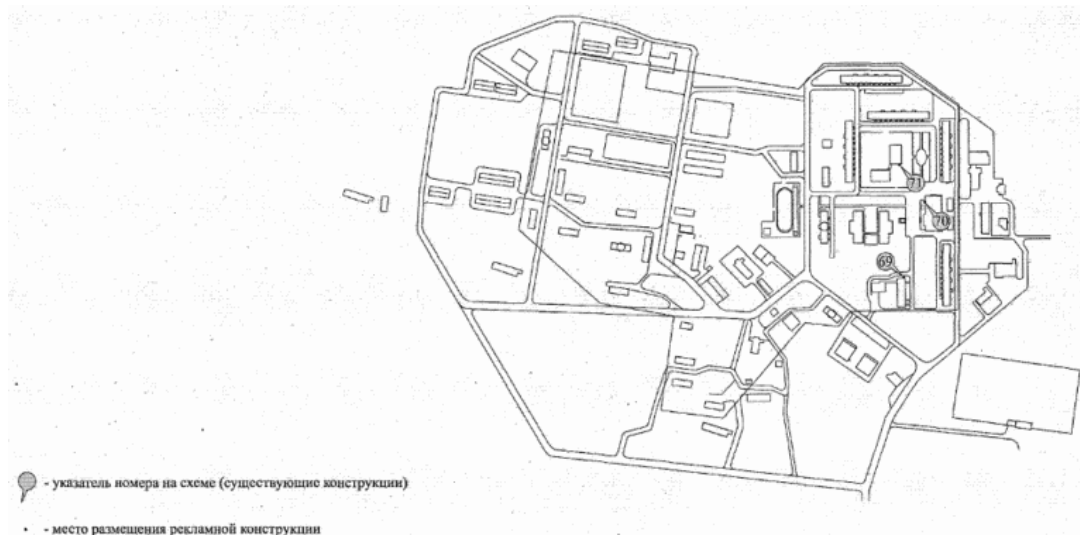 71
70
69
- указатель номера на схеме (существующие конструкции)
- место размещения рекламной конструкции